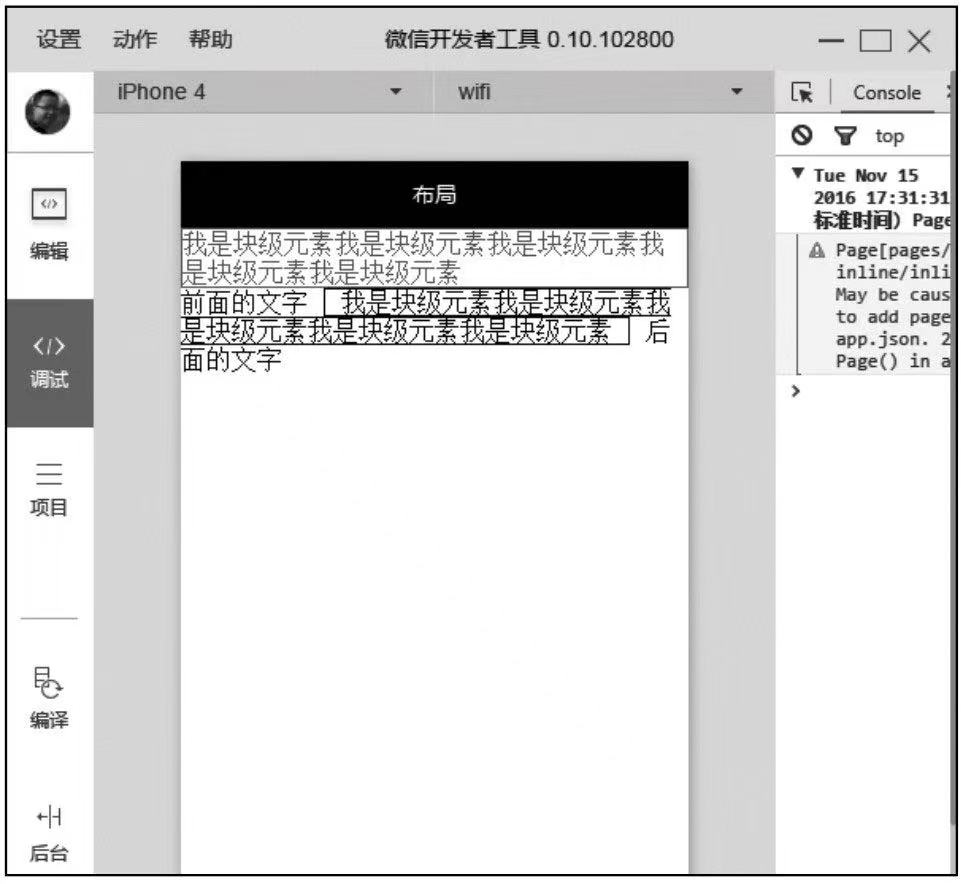 设置 动作 帮助 微信开发者工具 0.10.102800
iPhone 4 wifi Console
top
编辑
调试
项目
编译
后台
布局
我是块级元素我是块级元素我是块级元素我
是块级元素我是块级元素
前面的文字 我是块级元素我是块级元素我
是块级元素我是块级元素我是块级元素 后
面的文字
Tue Nov 15
2016 17:31:31
标准时间) Page
Page[pages/
inline/inli
May be caus
to add page
app.json. 2
Page() in a